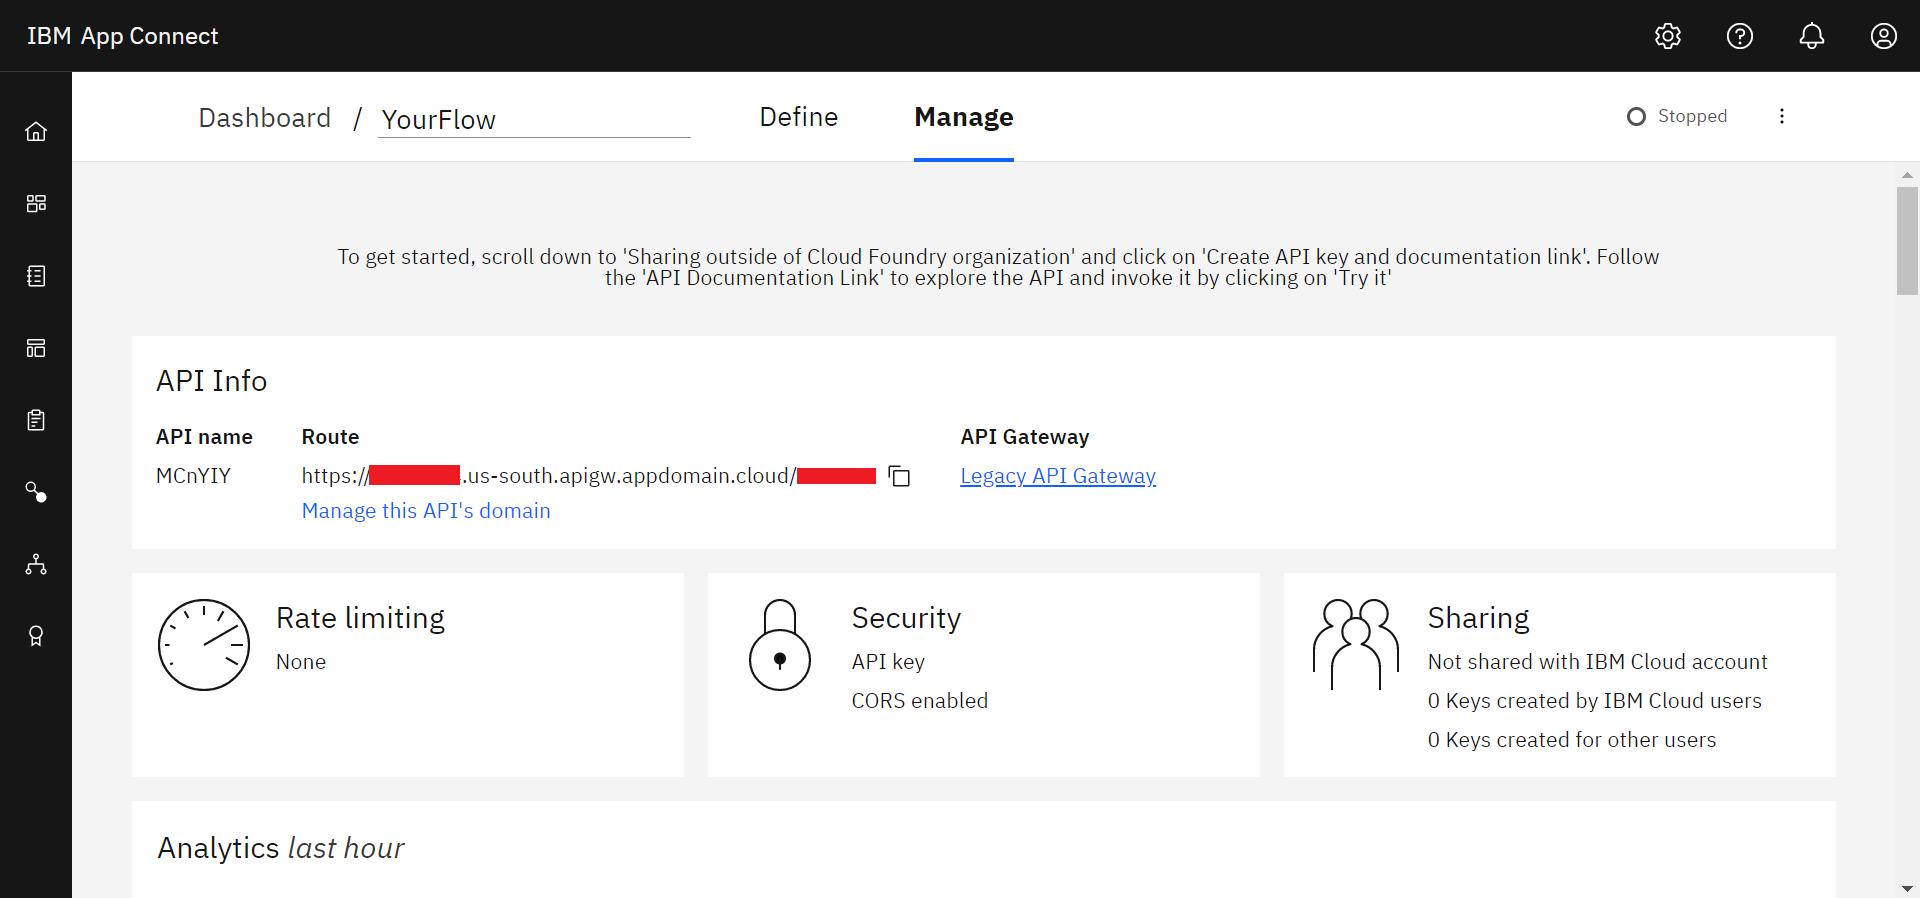 IBM App Connect
Dashboard / YourFlow
Define
Manage
Stopped
To get started, scroll down to 'Sharing outside of Cloud Foundry organization' and click on 'Create API key and documentation link'. Follow
the 'API Documentation Link' to explore the API and invoke it by clicking on 'Try it'
API Info
API name
Route
API Gateway
MCnYIY
https://
.us-south.apigw.appdomain.cloud/
Legacy API Gateway
Manage this API's domain
Rate limiting
None
Security
API key
CORS enabled
Sharing
Not shared with IBM Cloud account
0 Keys created by IBM Cloud users
0 Keys created for other users
Analytics last hour